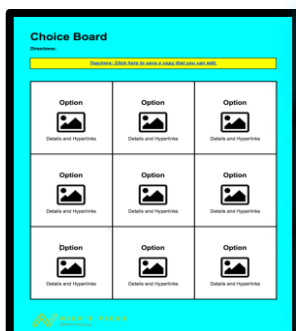 Choice Board
Directions:
Teachers: Click here to save a copy that you can edit.
Option Option Option
Details and Hyperlinks Details and Hyperlinks Details and Hyperlinks
Option Option Option
Details and Hyperlinks Details and Hyperlinks Details and Hyperlinks
Option Option Option
Details and Hyperlinks Details and Hyperlinks Details and Hyperlinks